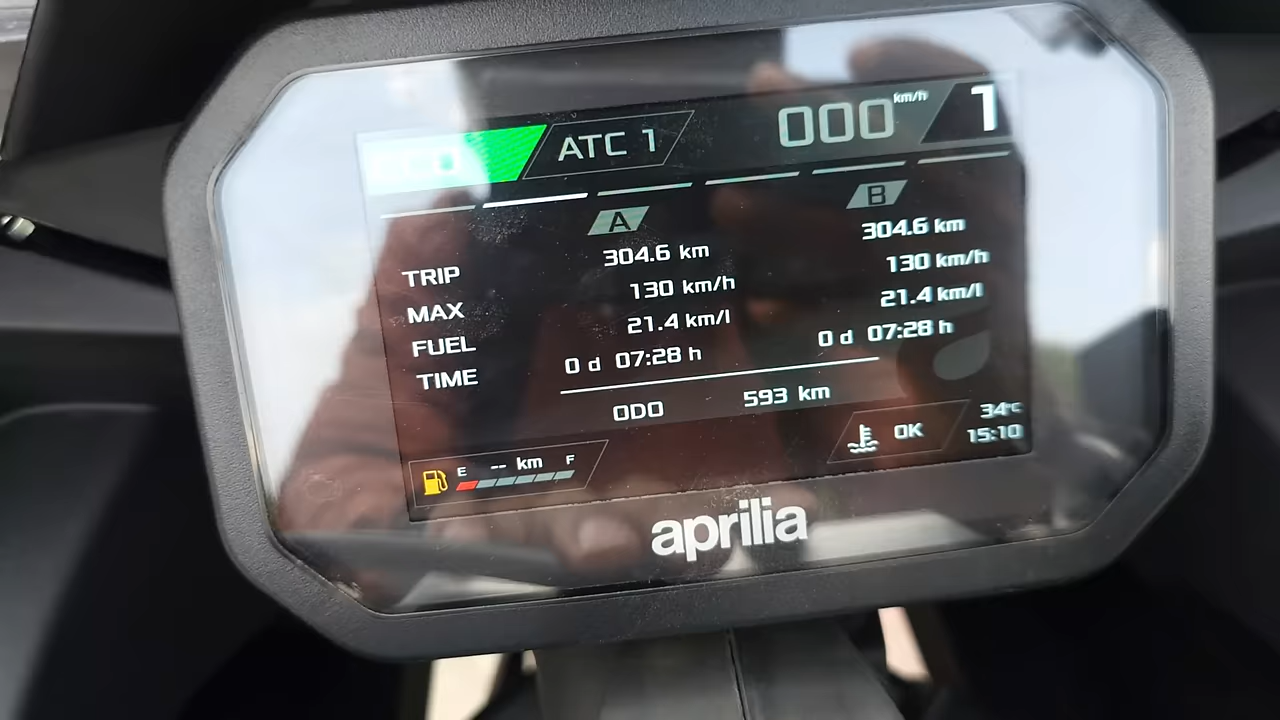 ECO ATC 1 000 km/h 1
A B
TRIP 304.6 km 304.6 km
MAX 130 km/h 130 km/h
FUEL 21.4 km/l 21.4 km/l
TIME 0 d 07:28 h 0 d 07:28 h
ODO 593 km
E -- km F OK 34°C
15:10
aprilia